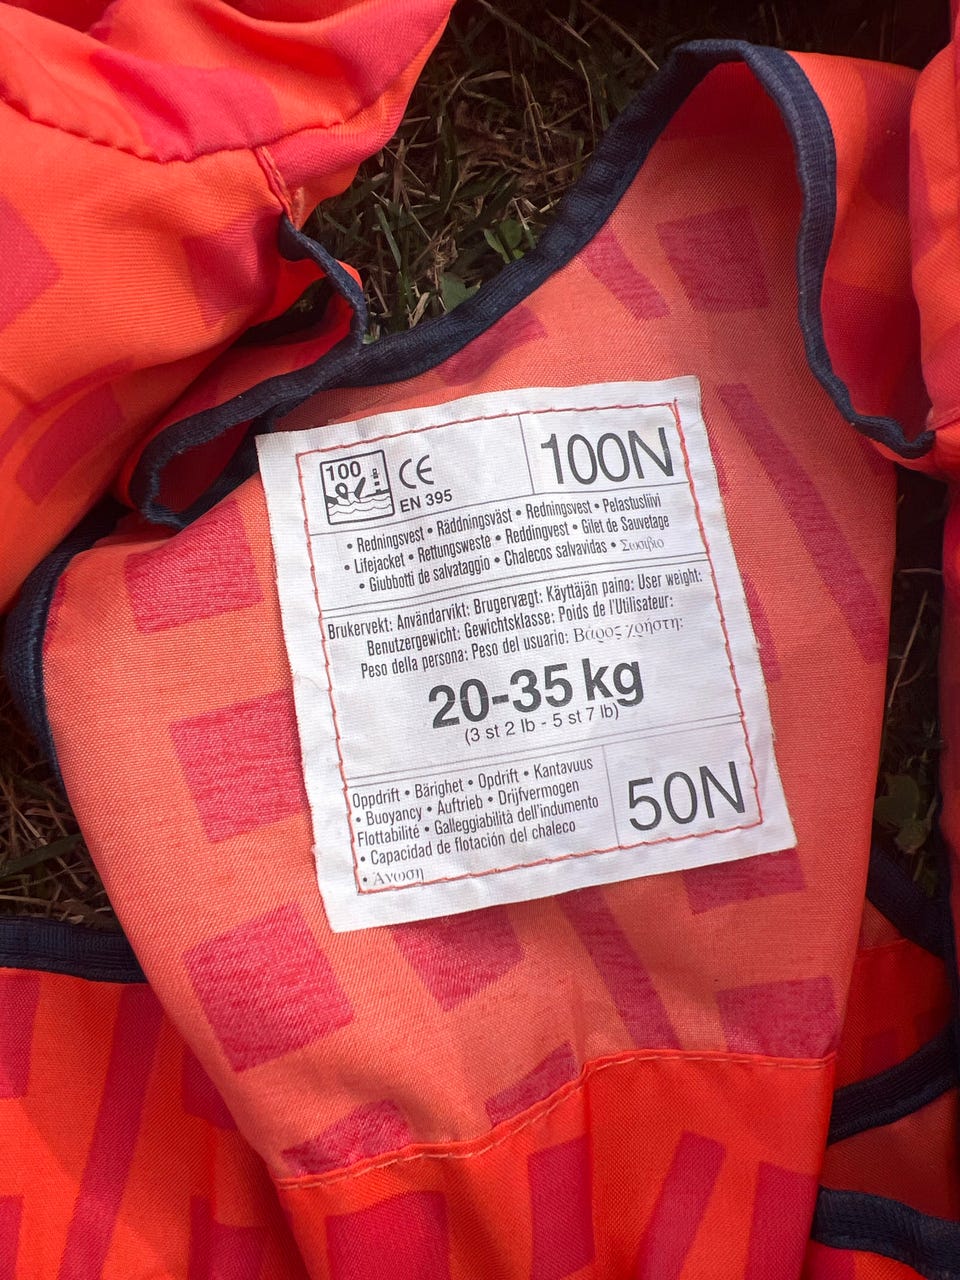 100
CE
EN 395
100N
• Redningsvest • Räddningsväst • Redningsvest • Pelastusliivi
• Lifejacket • Rettungsweste • Reddingvest • Gilet de Sauvetage
• Giubbotti de salvataggio • Chalecos salvavidas • Σωσιβιο
Brukervekt: Användarvikt: Brugervægt: Käyttäjän paino: User weight:
Benutzergewicht: Gewichtsklasse: Poids de l'Utilisateur:
Peso della persona: Peso del usuario: Βάρος χρήστη:
20-35 kg
(3 st 2 lb - 5 st 7 lb)
Oppdrift • Bärighet • Opdrift • Kantavuus
• Buoyancy • Auftrieb • Drijfvermogen
Flottabilité • Galleggiabilità dell'indumento
• Capacidad de flotación del chaleco
• Άνωση
50N